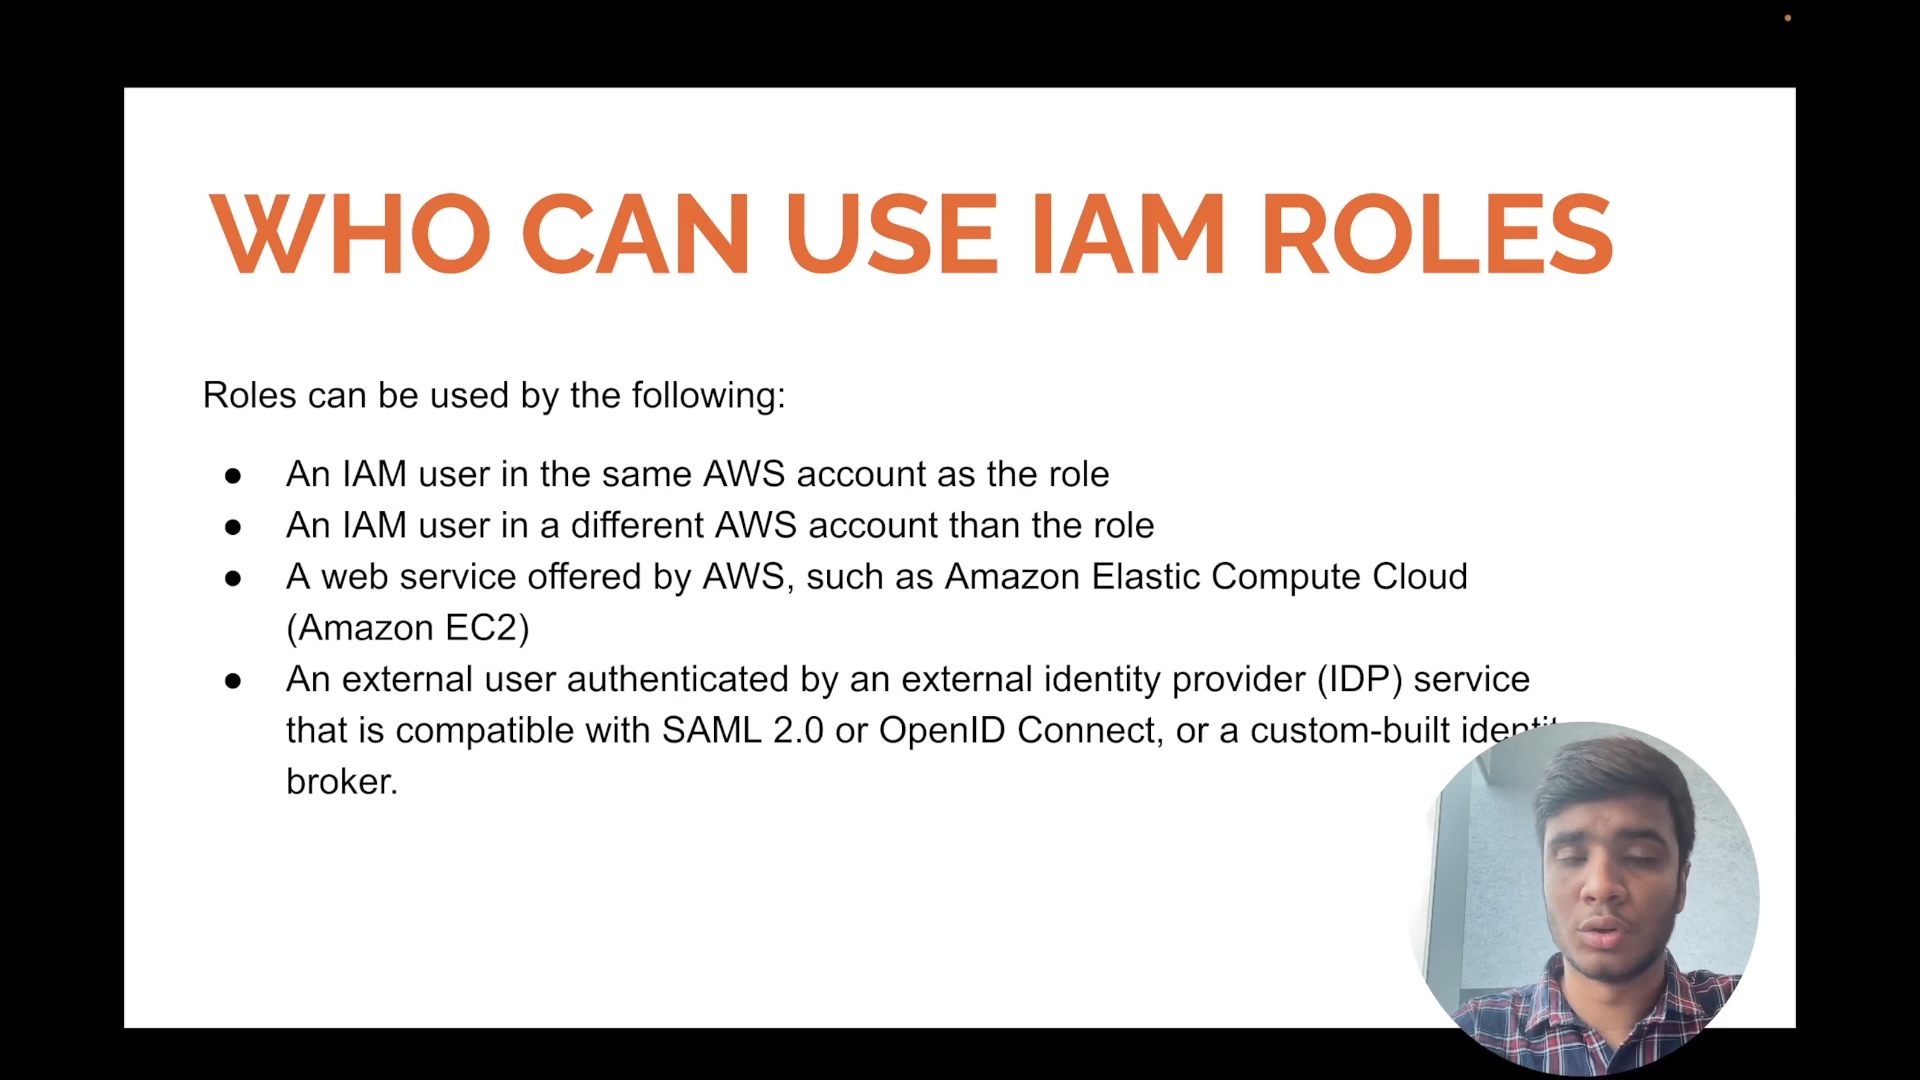 WHO CAN USE IAM ROLES
Roles can be used by the following:
● An IAM user in the same AWS account as the role
● An IAM user in a different AWS account than the role
● A web service offered by AWS, such as Amazon Elastic Compute Cloud
(Amazon EC2)
● An external user authenticated by an external identity provider (IDP) service
that is compatible with SAML 2.0 or OpenID Connect, or a custom-built
broker.